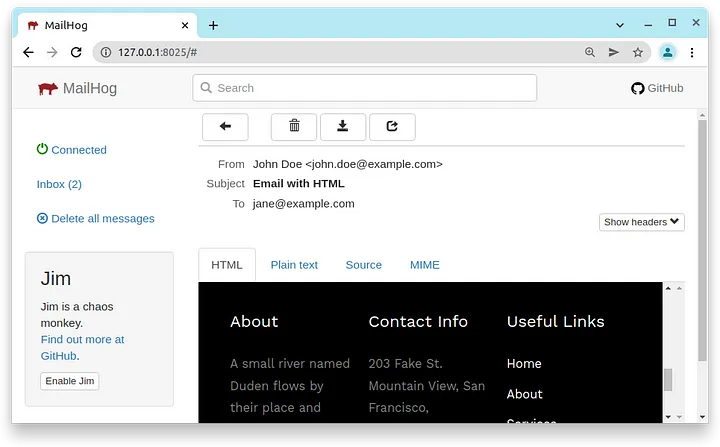 MailHog
127.0.0.1:8025/#
MailHog
Search
GitHub
Connected
Inbox (2)
Delete all messages
Jim
Jim is a chaos
monkey.
Find out more at
GitHub.
Enable Jim
From John Doe <john.doe@example.com>
Subject Email with HTML
To jane@example.com
Show headers
HTML Plain text Source MIME
About
A small river named
Duden flows by
their place and
Contact Info
203 Fake St.
Mountain View, San
Francisco,
Useful Links
Home
About
Services